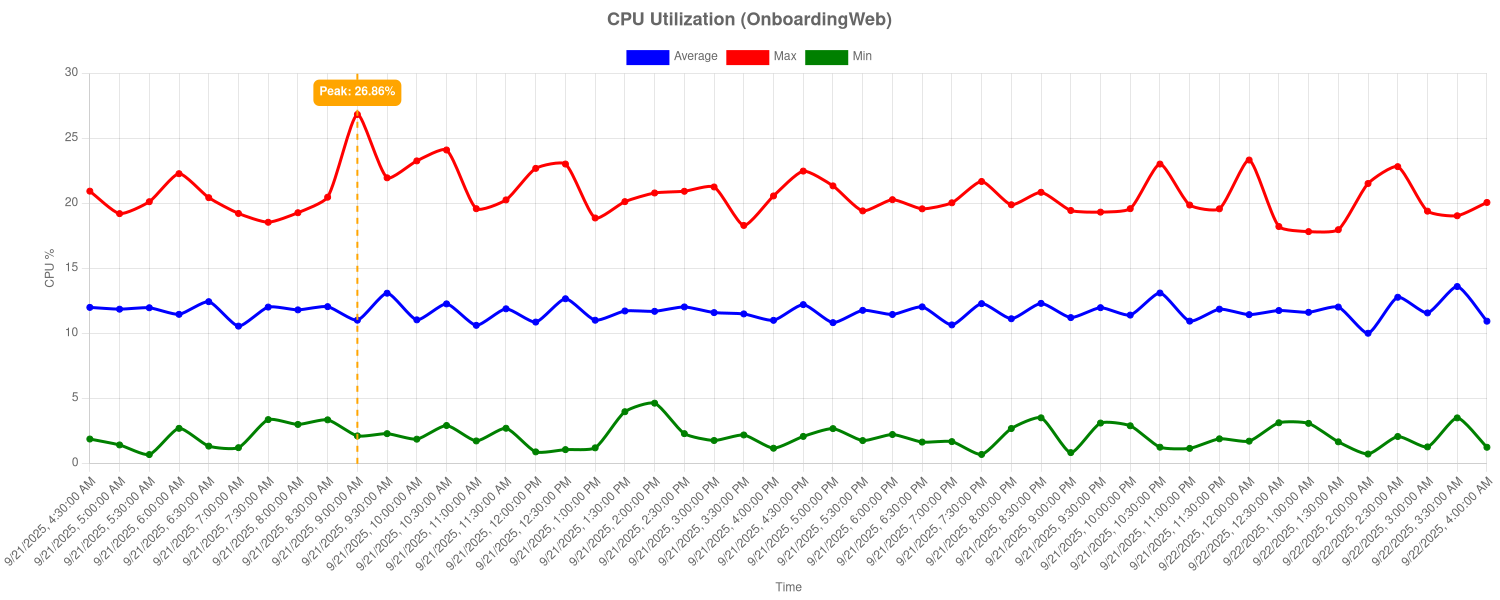 CPU Utilization (OnboardingWeb)
Average Max Min
Peak: 26.86%
30
25
20
15
10
5
0
CPU %
9/21/2025, 4:30:00 AM
9/21/2025, 5:00:00 AM
9/21/2025, 5:30:00 AM
9/21/2025, 6:00:00 AM
9/21/2025, 6:30:00 AM
9/21/2025, 7:00:00 AM
9/21/2025, 7:30:00 AM
9/21/2025, 8:00:00 AM
9/21/2025, 8:30:00 AM
9/21/2025, 9:00:00 AM
9/21/2025, 9:30:00 AM
9/21/2025, 10:00:00 AM
9/21/2025, 10:30:00 AM
9/21/2025, 11:00:00 AM
9/21/2025, 11:30:00 AM
9/21/2025, 12:00:00 PM
9/21/2025, 12:30:00 PM
9/21/2025, 1:00:00 PM
9/21/2025, 1:30:00 PM
9/21/2025, 2:00:00 PM
9/21/2025, 2:30:00 PM
9/21/2025, 3:00:00 PM
9/21/2025, 3:30:00 PM
9/21/2025, 4:00:00 PM
9/21/2025, 4:30:00 PM
9/21/2025, 5:00:00 PM
9/21/2025, 5:30:00 PM
9/21/2025, 6:00:00 PM
9/21/2025, 6:30:00 PM
9/21/2025, 7:00:00 PM
9/21/2025, 7:30:00 PM
9/21/2025, 8:00:00 PM
9/21/2025, 8:30:00 PM
9/21/2025, 9:00:00 PM
9/21/2025, 9:30:00 PM
9/21/2025, 10:00:00 PM
9/21/2025, 10:30:00 PM
9/21/2025, 11:00:00 PM
9/21/2025, 11:30:00 PM
9/22/2025, 12:00:00 AM
9/22/2025, 12:30:00 AM
9/22/2025, 1:00:00 AM
9/22/2025, 1:30:00 AM
9/22/2025, 2:00:00 AM
9/22/2025, 2:30:00 AM
9/22/2025, 3:00:00 AM
9/22/2025, 3:30:00 AM
9/22/2025, 4:00:00 AM
Time